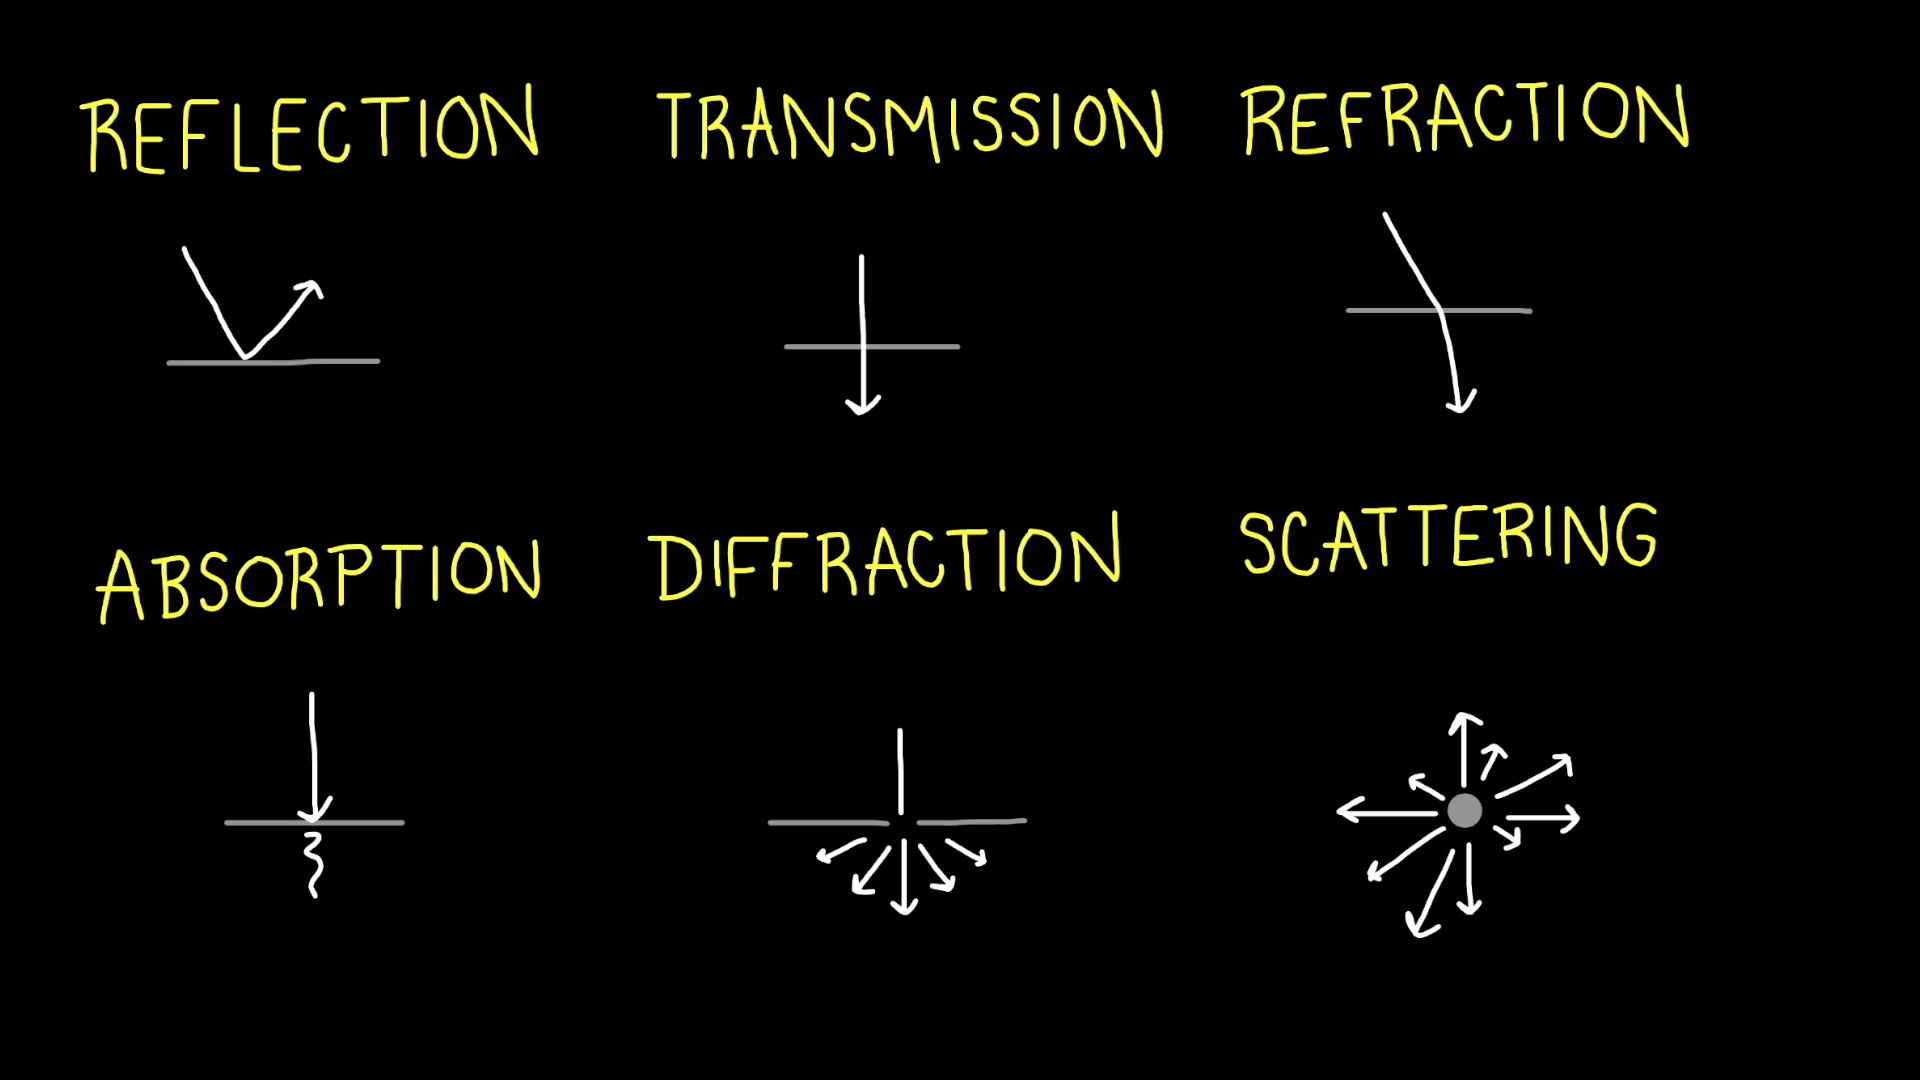 REFLECTION
TRANSMISSION
REFRACTION
ABSORPTION
DIFFRACTION
SCATTERING